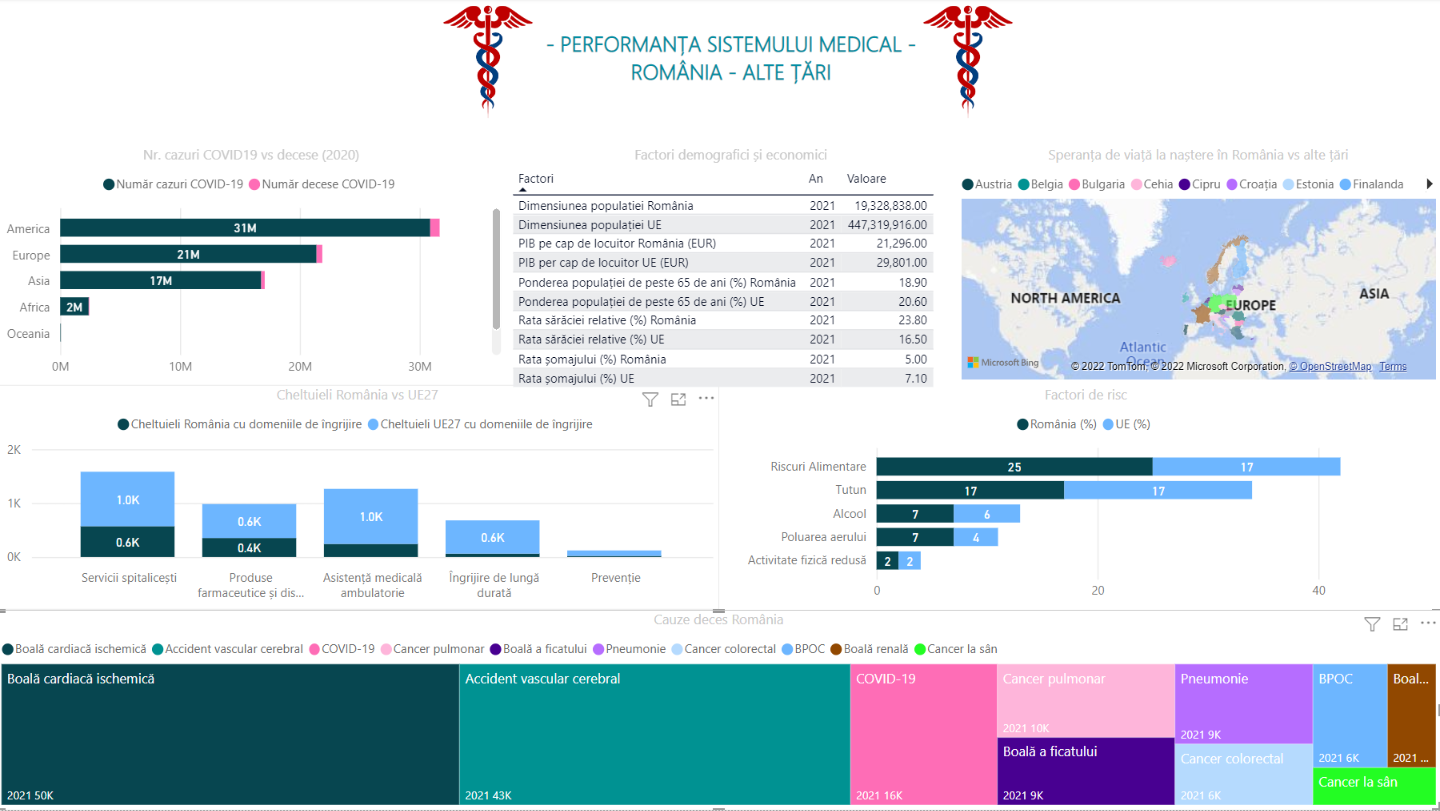 - PERFORMANȚA SISTEMULUI MEDICAL -
ROMÂNIA - ALTE ȚĂRI
Nr. cazuri COVID19 vs decese (2020)
Număr cazuri COVID-19 Număr decese COVID-19
America 31M
Europe 21M
Asia 17M
Africa 2M
Oceania
0M 10M 20M 30M
Factori demografici și economici
Factori An Valoare
Dimensiunea populatiei România 2021 19,328,838.00
Dimensiunea populației UE 2021 447,319,916.00
PIB pe cap de locuitor România (EUR) 2021 21,296.00
PIB per cap de locuitor UE (EUR) 2021 29,801.00
Ponderea populației de peste 65 de ani (%) România 2021 18.90
Ponderea populației de peste 65 de ani (%) UE 2021 20.60
Rata sărăciei relative (%) România 2021 23.80
Rata sărăciei relative (%) UE 2021 16.50
Rata șomajului (%) România 2021 5.00
Rata șomajului (%) UE 2021 7.10
Speranța de viață la naștere în România vs alte țări
Austria Belgia Bulgaria Cehia Cipru Croația Estonia Finalanda
NORTH AMERICA
EUROPE
ASIA
Atlantic
Ocean
Microsoft Bing
© 2022 TomTom, © 2022 Microsoft Corporation, © OpenStreetMap Terms
Cheltuieli România vs UE27
Cheltuieli România cu domeniile de îngrijire Cheltuieli UE27 cu domeniile de îngrijire
2K
1K
0K
1.0K 0.6K 1.0K 0.6K
0.6K 0.4K
Servicii spitalicești
Produse
farmaceutice și dis...
Asistență medicală
ambulatorie
Îngrijire de lungă
durată
Prevenție
Factori de risc
România (%) UE (%)
Riscuri Alimentare 25 17
Tutun 17 17
Alcool 7 6
Poluarea aerului 7 4
Activitate fizică redusă 2 2
0 20 40
Cauze deces România
Boală cardiacă ischemică Accident vascular cerebral COVID-19 Cancer pulmonar Boală a ficatului Pneumonie Cancer colorectal BPOC Boală renală Cancer la sân
Boală cardiacă ischemică
2021 50K
Accident vascular cerebral
2021 43K
COVID-19
2021 16K
Cancer pulmonar
2021 10K
Boală a ficatului
2021 9K
Pneumonie
2021 9K
Cancer colorectal
2021 6K
BPOC
2021 6K
Boal...
2021 ...
Cancer la sân